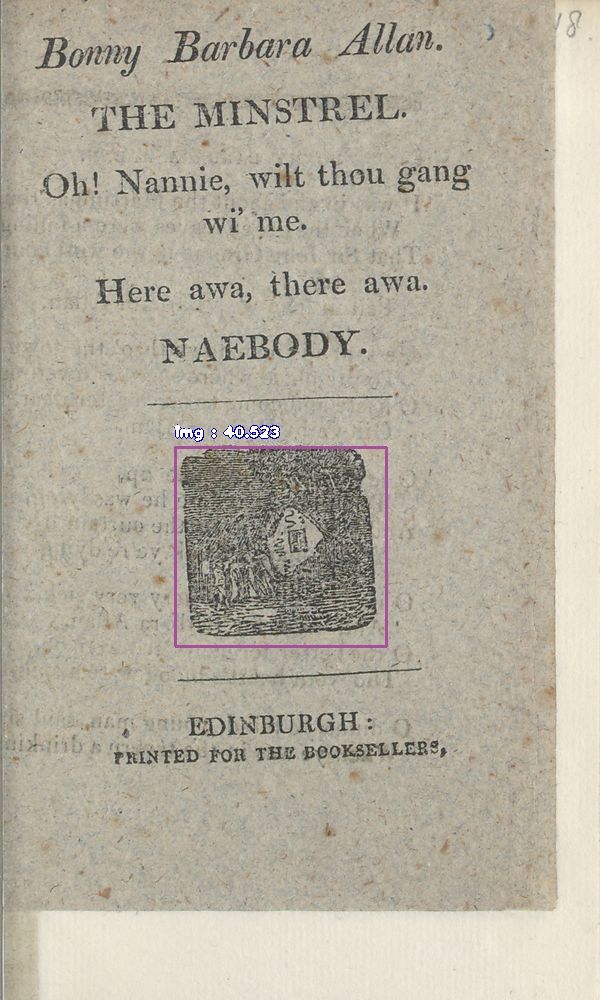 18.
Bonny Barbara Allan.
THE MINSTREL.
Oh! Nannie, wilt thou gang
wi' me.
Here awa, there awa.
NAEBODY.
img : 40.523
EDINBURGH:
PRINTED FOR THE BOOKSELLERS,